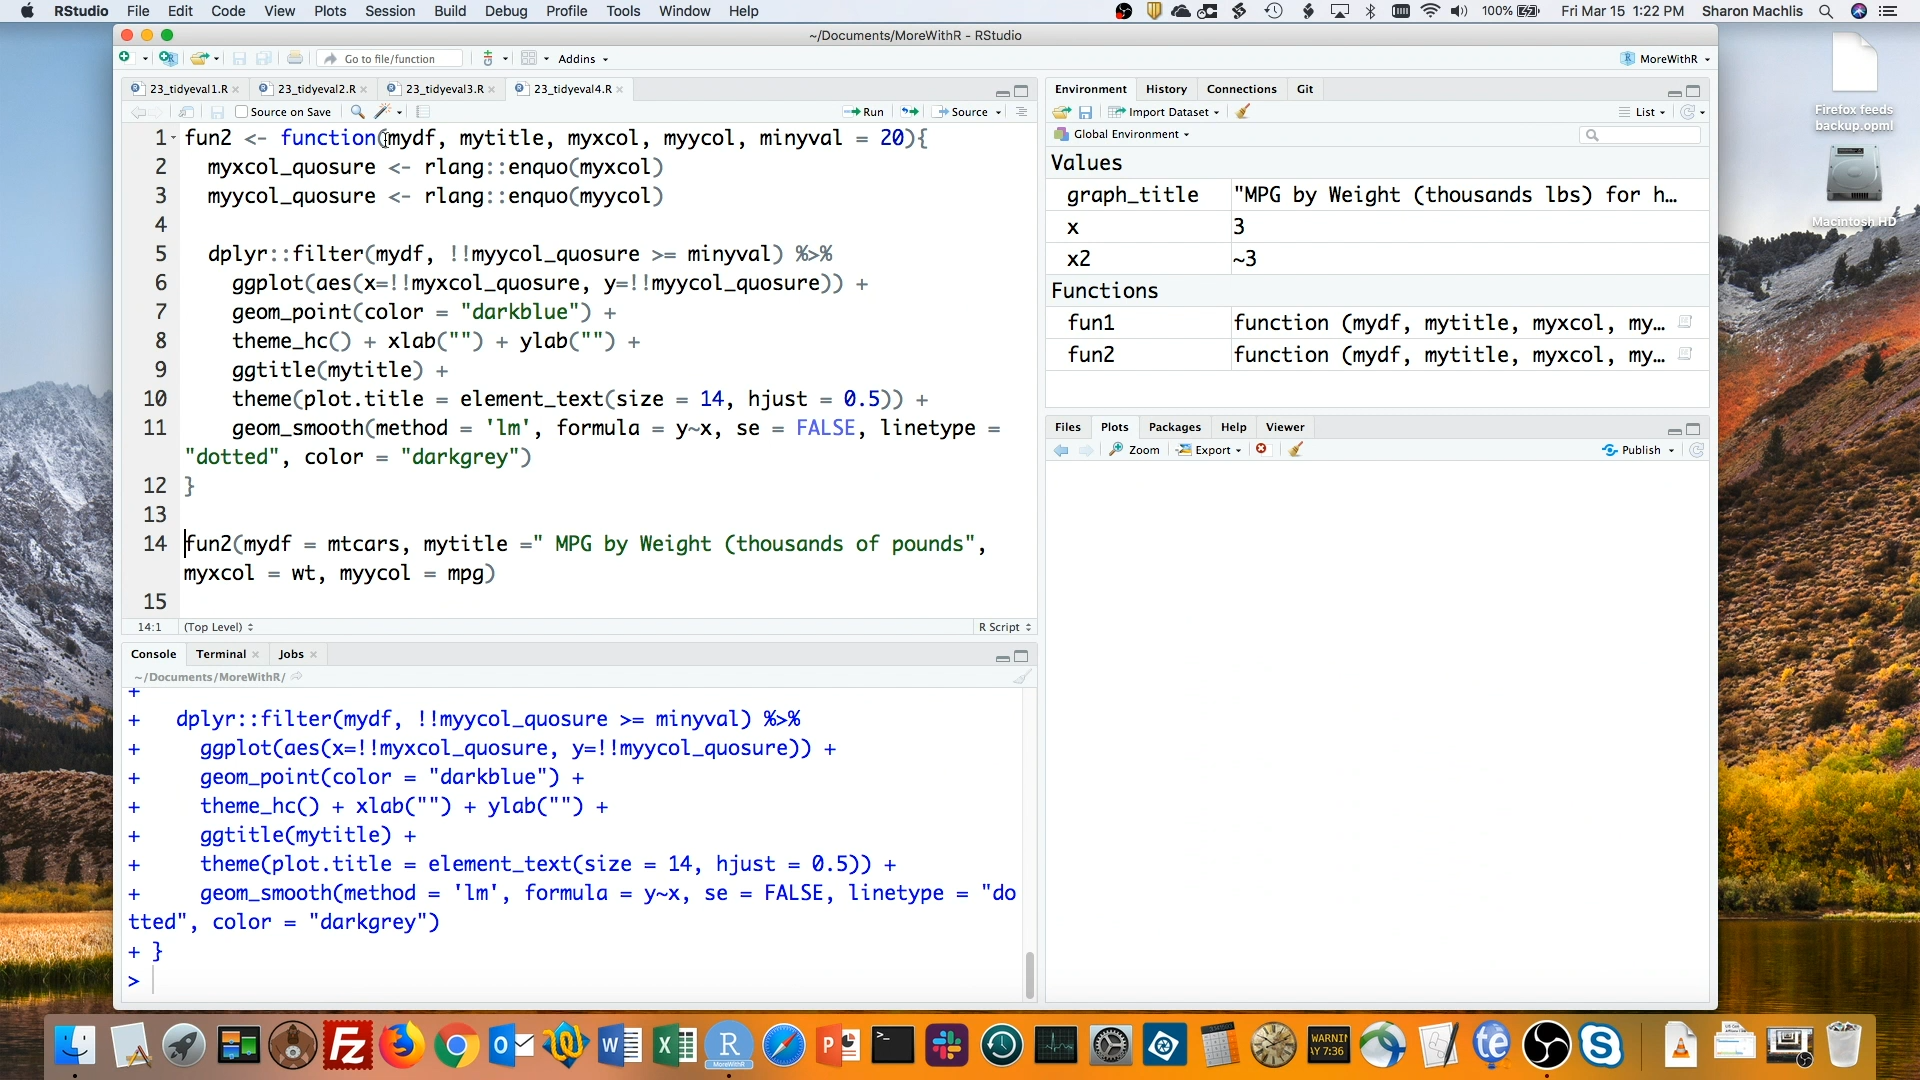 RStudio File Edit Code View Plots Session Build Debug Profile Tools Window Help 100% Fri Mar 15 1:22 PM Sharon Machlis
~/Documents/MoreWithR - RStudio
Go to file/function Addins MoreWithR
23_tidyeval1.R 23_tidyeval2.R 23_tidyeval3.R 23_tidyeval4.R
Source on Save Run Source
1 fun2 <- function(mydf, mytitle, myxcol, myycol, minyval = 20){
2 myxcol_quosure <- rlang::enquo(myxcol)
3 myycol_quosure <- rlang::enquo(myycol)
4
5 dplyr::filter(mydf, !!myycol_quosure >= minyval) %>%
6 ggplot(aes(x=!!myxcol_quosure, y=!!myycol_quosure)) +
7 geom_point(color = "darkblue") +
8 theme_hc() + xlab("") + ylab("") +
9 ggtitle(mytitle) +
10 theme(plot.title = element_text(size = 14, hjust = 0.5)) +
11 geom_smooth(method = 'lm', formula = y~x, se = FALSE, linetype =
"dotted", color = "darkgrey")
12 }
13
14 fun2(mydf = mtcars, mytitle =" MPG by Weight (thousands of pounds",
myxcol = wt, myycol = mpg)
15
14:1 (Top Level) R Script
Console Terminal Jobs
~/Documents/MoreWithR/
+
+ dplyr::filter(mydf, !!myycol_quosure >= minyval) %>%
+ ggplot(aes(x=!!myxcol_quosure, y=!!myycol_quosure)) +
+ geom_point(color = "darkblue") +
+ theme_hc() + xlab("") + ylab("") +
+ ggtitle(mytitle) +
+ theme(plot.title = element_text(size = 14, hjust = 0.5)) +
+ geom_smooth(method = 'lm', formula = y~x, se = FALSE, linetype = "do
tted", color = "darkgrey")
+ }
>
Environment History Connections Git
Import Dataset List
Global Environment
Values
graph_title "MPG by Weight (thousands lbs) for h…
x 3
x2 ~3
Functions
fun1 function (mydf, mytitle, myxcol, my…
fun2 function (mydf, mytitle, myxcol, my…
Files Plots Packages Help Viewer
Zoom Export Publish
Firefox feeds
backup.opml
Macintosh HD
WARNIN
AY 7:36
MoreWithR